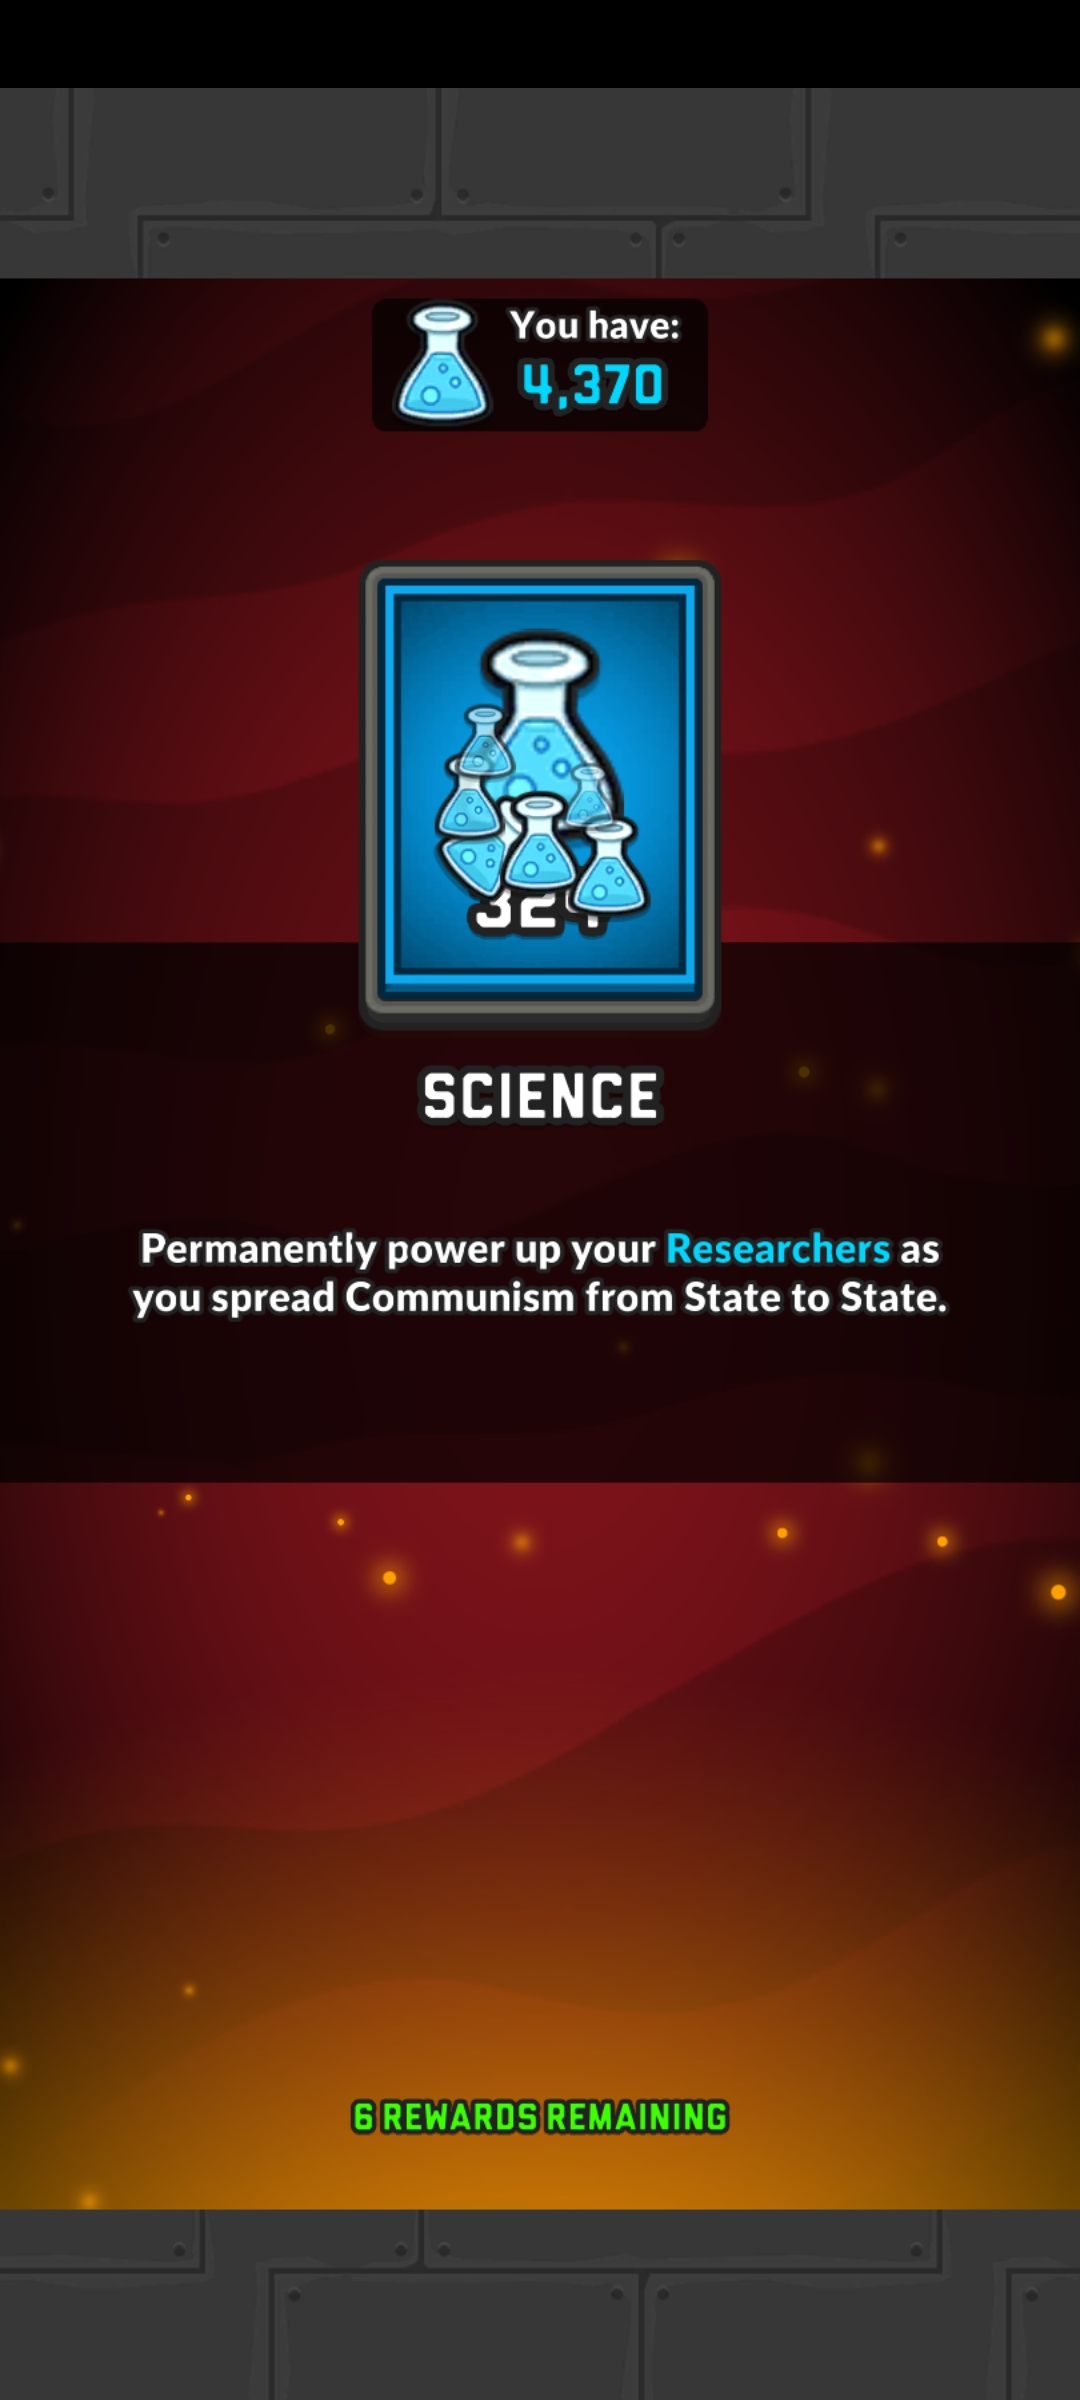 You have:
4,370
SCIENCE
Permanently power up your Researchers as
you spread Communism from State to State.
6 REWARDS REMAINING